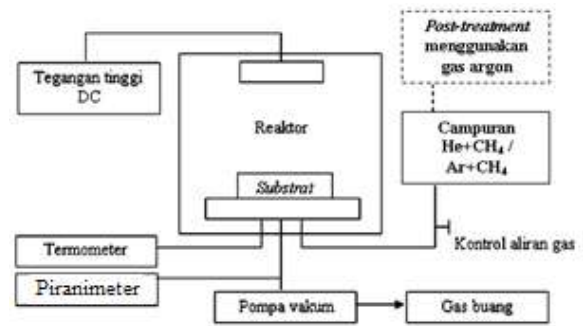 Post-treatment
menggunakan
gas argon
Tegangan tinggi
DC
Reaktor
Campuran
He+CH₄ /
Ar+CH₄
Substrat
Kontrol aliran gas
Termometer
Piranimeter
Pompa vakum
Gas buang